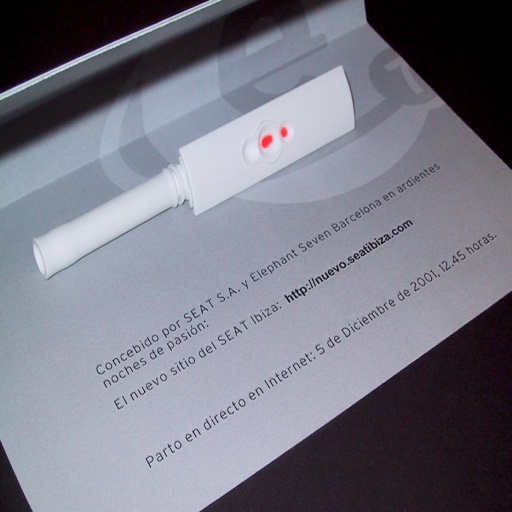 Concebido por SEAT S.A. y Elephant Seven Barcelona en ardientes
noches de pasión:
El nuevo sitio del SEAT Ibiza: http://nuevo.seatibiza.com
Parto en directo en Internet: 5 de Diciembre de 2001, 12.45 horas.